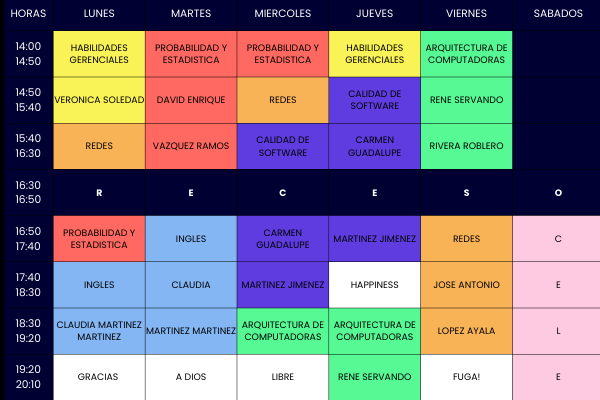 HORAS LUNES MARTES MIERCOLES JUEVES VIERNES SABADOS
14:00
14:50
HABILIDADES
GERENCIALES
PROBABILIDAD Y
ESTADISTICA
PROBABILIDAD Y
ESTADISTICA
HABILIDADES
GERENCIALES
ARQUITECTURA DE
COMPUTADORAS
14:50
15:40
VERONICA SOLEDAD
DAVID ENRIQUE
REDES
CALIDAD DE
SOFTWARE
RENE SERVANDO
15:40
16:30
REDES
VAZQUEZ RAMOS
CALIDAD DE
SOFTWARE
CARMEN
GUADALUPE
RIVERA ROBLERO
16:30
16:50
R E C E S O
16:50
17:40
PROBABILIDAD Y
ESTADISTICA
INGLES
CARMEN
GUADALUPE
MARTINEZ JIMENEZ
REDES
C
17:40
18:30
INGLES
CLAUDIA
MARTINEZ JIMENEZ
HAPPINESS
JOSE ANTONIO
E
18:30
19:20
CLAUDIA MARTINEZ
MARTINEZ
MARTINEZ MARTINEZ
ARQUITECTURA DE
COMPUTADORAS
ARQUITECTURA DE
COMPUTADORAS
LOPEZ AYALA
L
19:20
20:10
GRACIAS
A DIOS
LIBRE
RENE SERVANDO
FUGA!
E